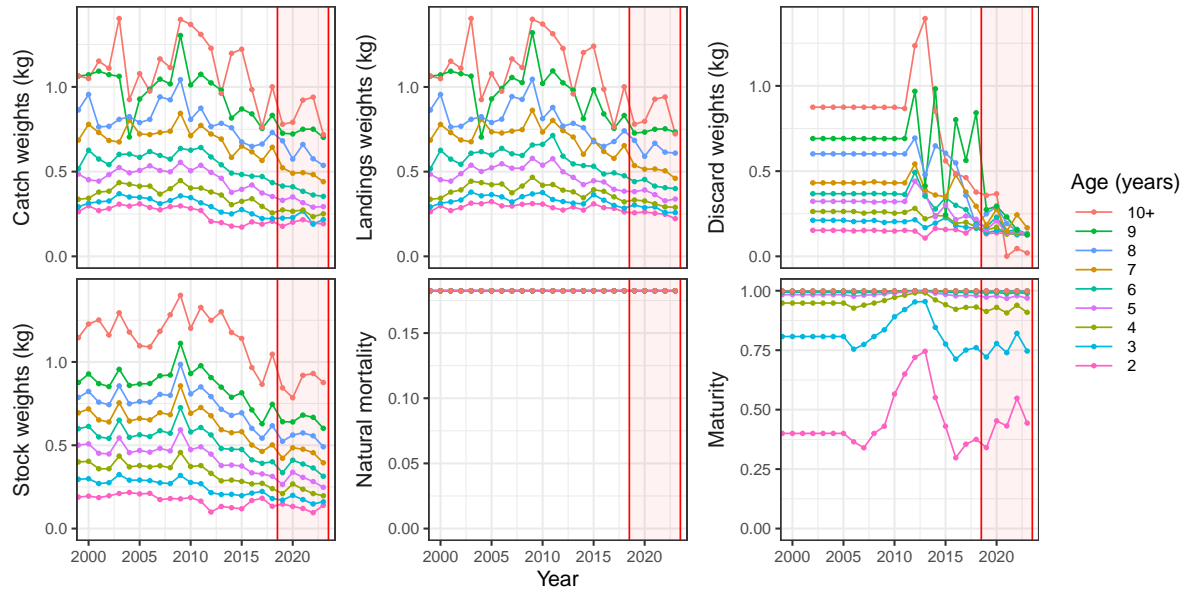 Catch weights (kg)
1.0
0.5
0.0
Landings weights (kg)
1.0
0.5
0.0
Discard weights (kg)
1.0
0.5
0.0
Stock weights (kg)
1.0
0.5
0.0
2000 2005 2010 2015 2020
Natural mortality
0.15
0.10
0.05
0.00
2000 2005 2010 2015 2020
Maturity
1.00
0.75
0.50
0.25
0.00
2000 2005 2010 2015 2020
Year
Age (years)
10+
9
8
7
6
5
4
3
2